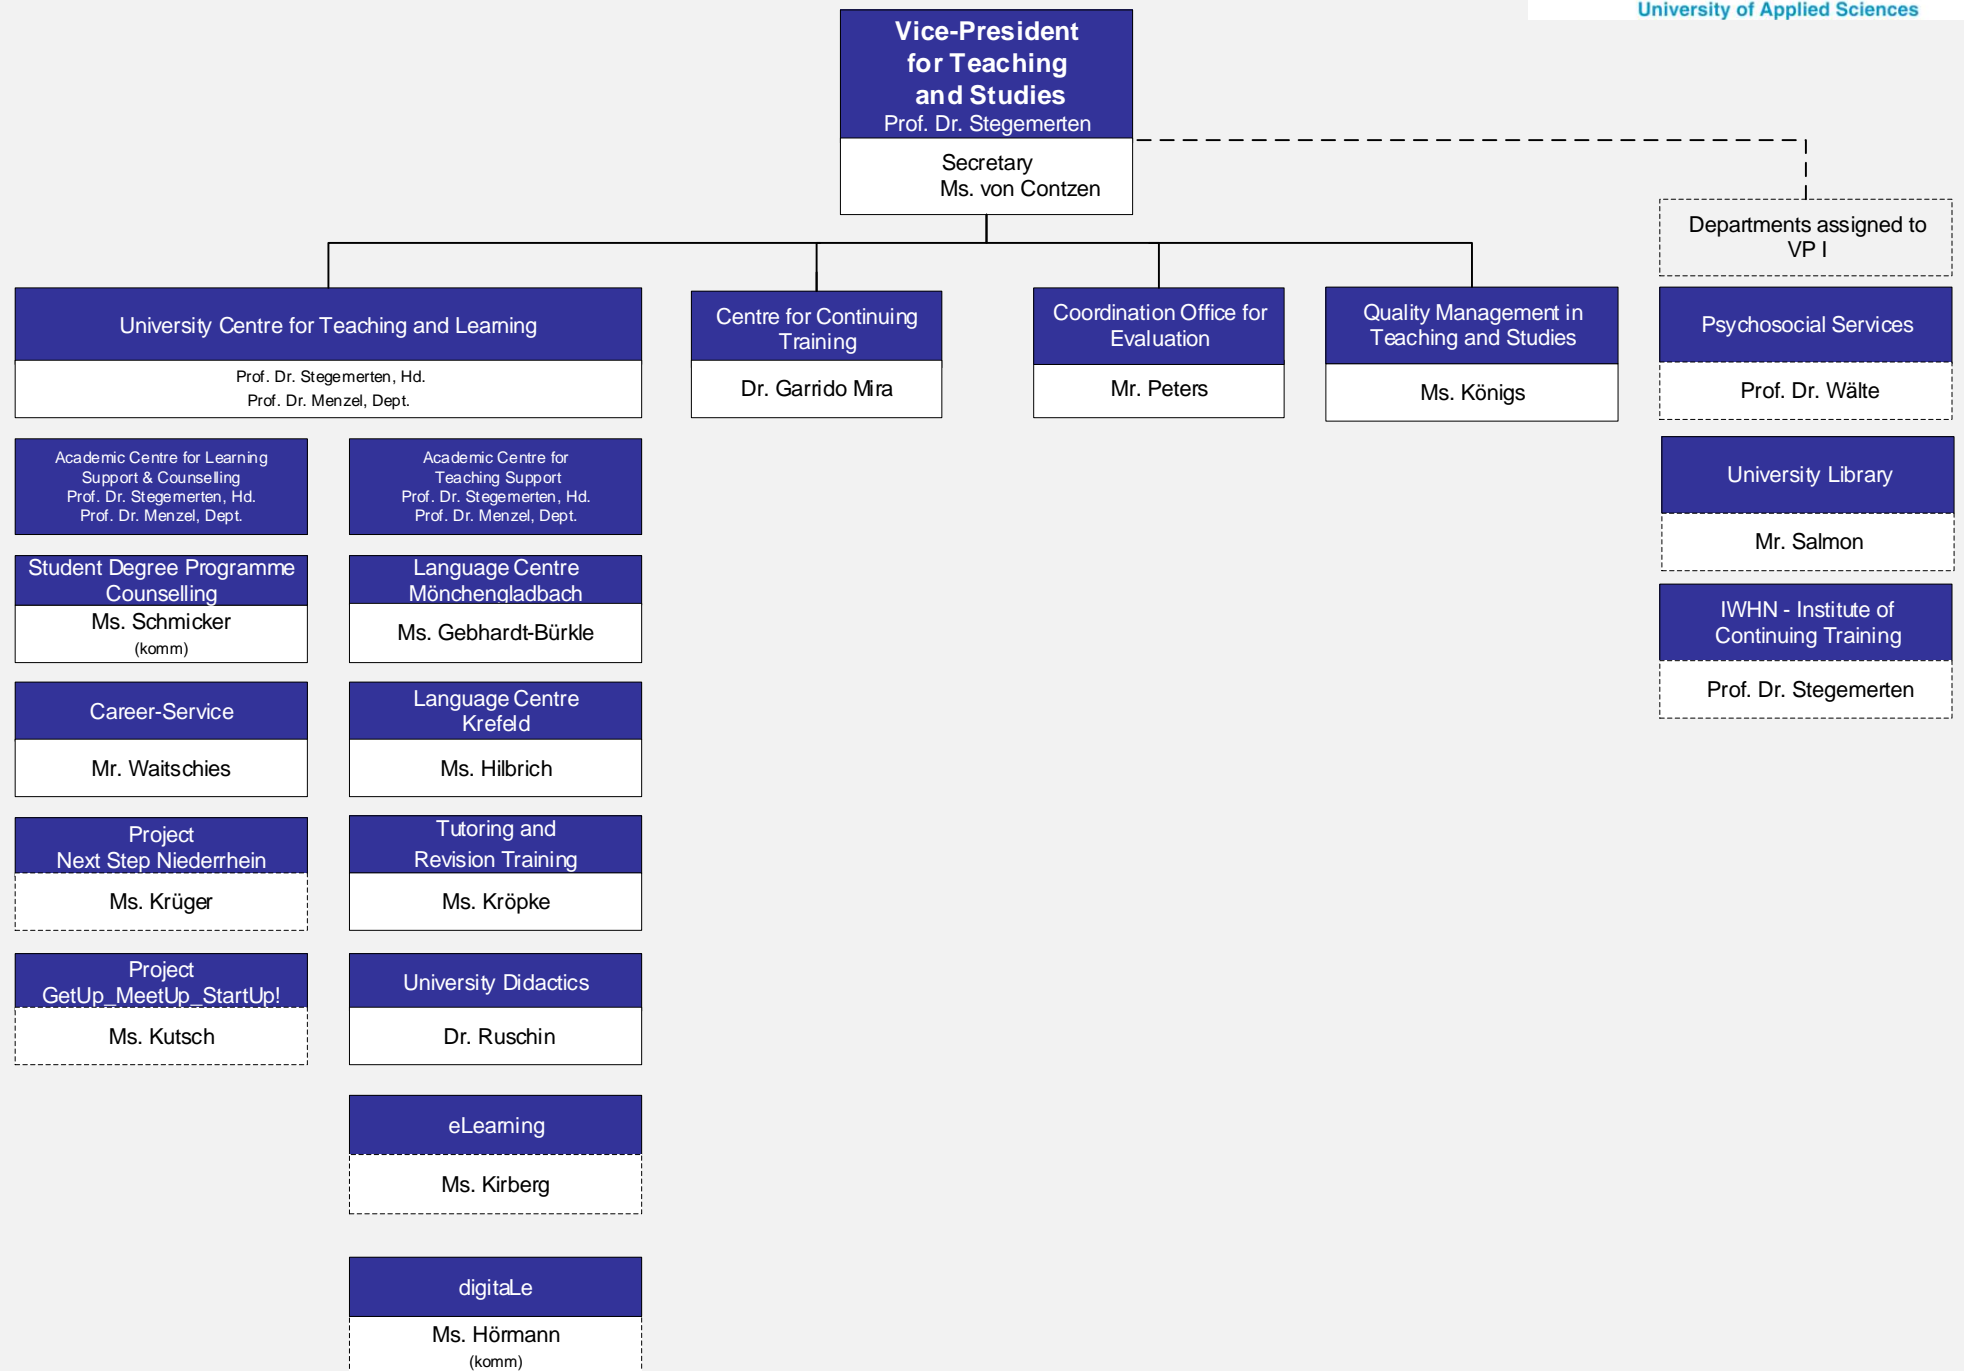 University of Applied Sciences
Vice-President
for Teaching
and Studies
Prof. Dr. Stegemerten
Secretary
Ms. von Contzen
Departments assigned to
VP I
University Centre for Teaching and Learning
Prof. Dr. Stegemerten, Hd.
Prof. Dr. Menzel, Dept.
Centre for Continuing
Training
Dr. Garrido Mira
Coordination Office for
Evaluation
Mr. Peters
Quality Management in
Teaching and Studies
Ms. Königs
Psychosocial Services
Prof. Dr. Wälte
Academic Centre for Learning
Support & Counselling
Prof. Dr. Stegemerten, Hd.
Prof. Dr. Menzel, Dept.
Academic Centre for
Teaching Support
Prof. Dr. Stegemerten, Hd.
Prof. Dr. Menzel, Dept.
University Library
Mr. Salmon
Student Degree Programme
Counselling
Ms. Schmicker
(komm)
Language Centre
Mönchengladbach
Ms. Gebhardt-Bürkle
IWHN - Institute of
Continuing Training
Prof. Dr. Stegemerten
Career-Service
Mr. Waitschies
Language Centre
Krefeld
Ms. Hilbrich
Project
Next Step Niederrhein
Ms. Krüger
Tutoring and
Revision Training
Ms. Kröpke
Project
GetUp_MeetUp_StartUp!
Ms. Kutsch
University Didactics
Dr. Ruschin
eLearning
Ms. Kirberg
digitaLe
Ms. Hörmann
(komm)